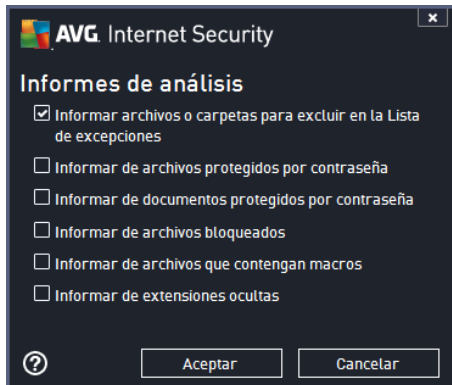 AVG. Internet Security
Informes de análisis
Informar archivos o carpetas para excluir en la Lista
de excepciones
Informar de archivos protegidos por contraseña
Informar de documentos protegidos por contraseña
Informar de archivos bloqueados
Informar de archivos que contengan macros
Informar de extensiones ocultas
?
Aceptar
Cancelar